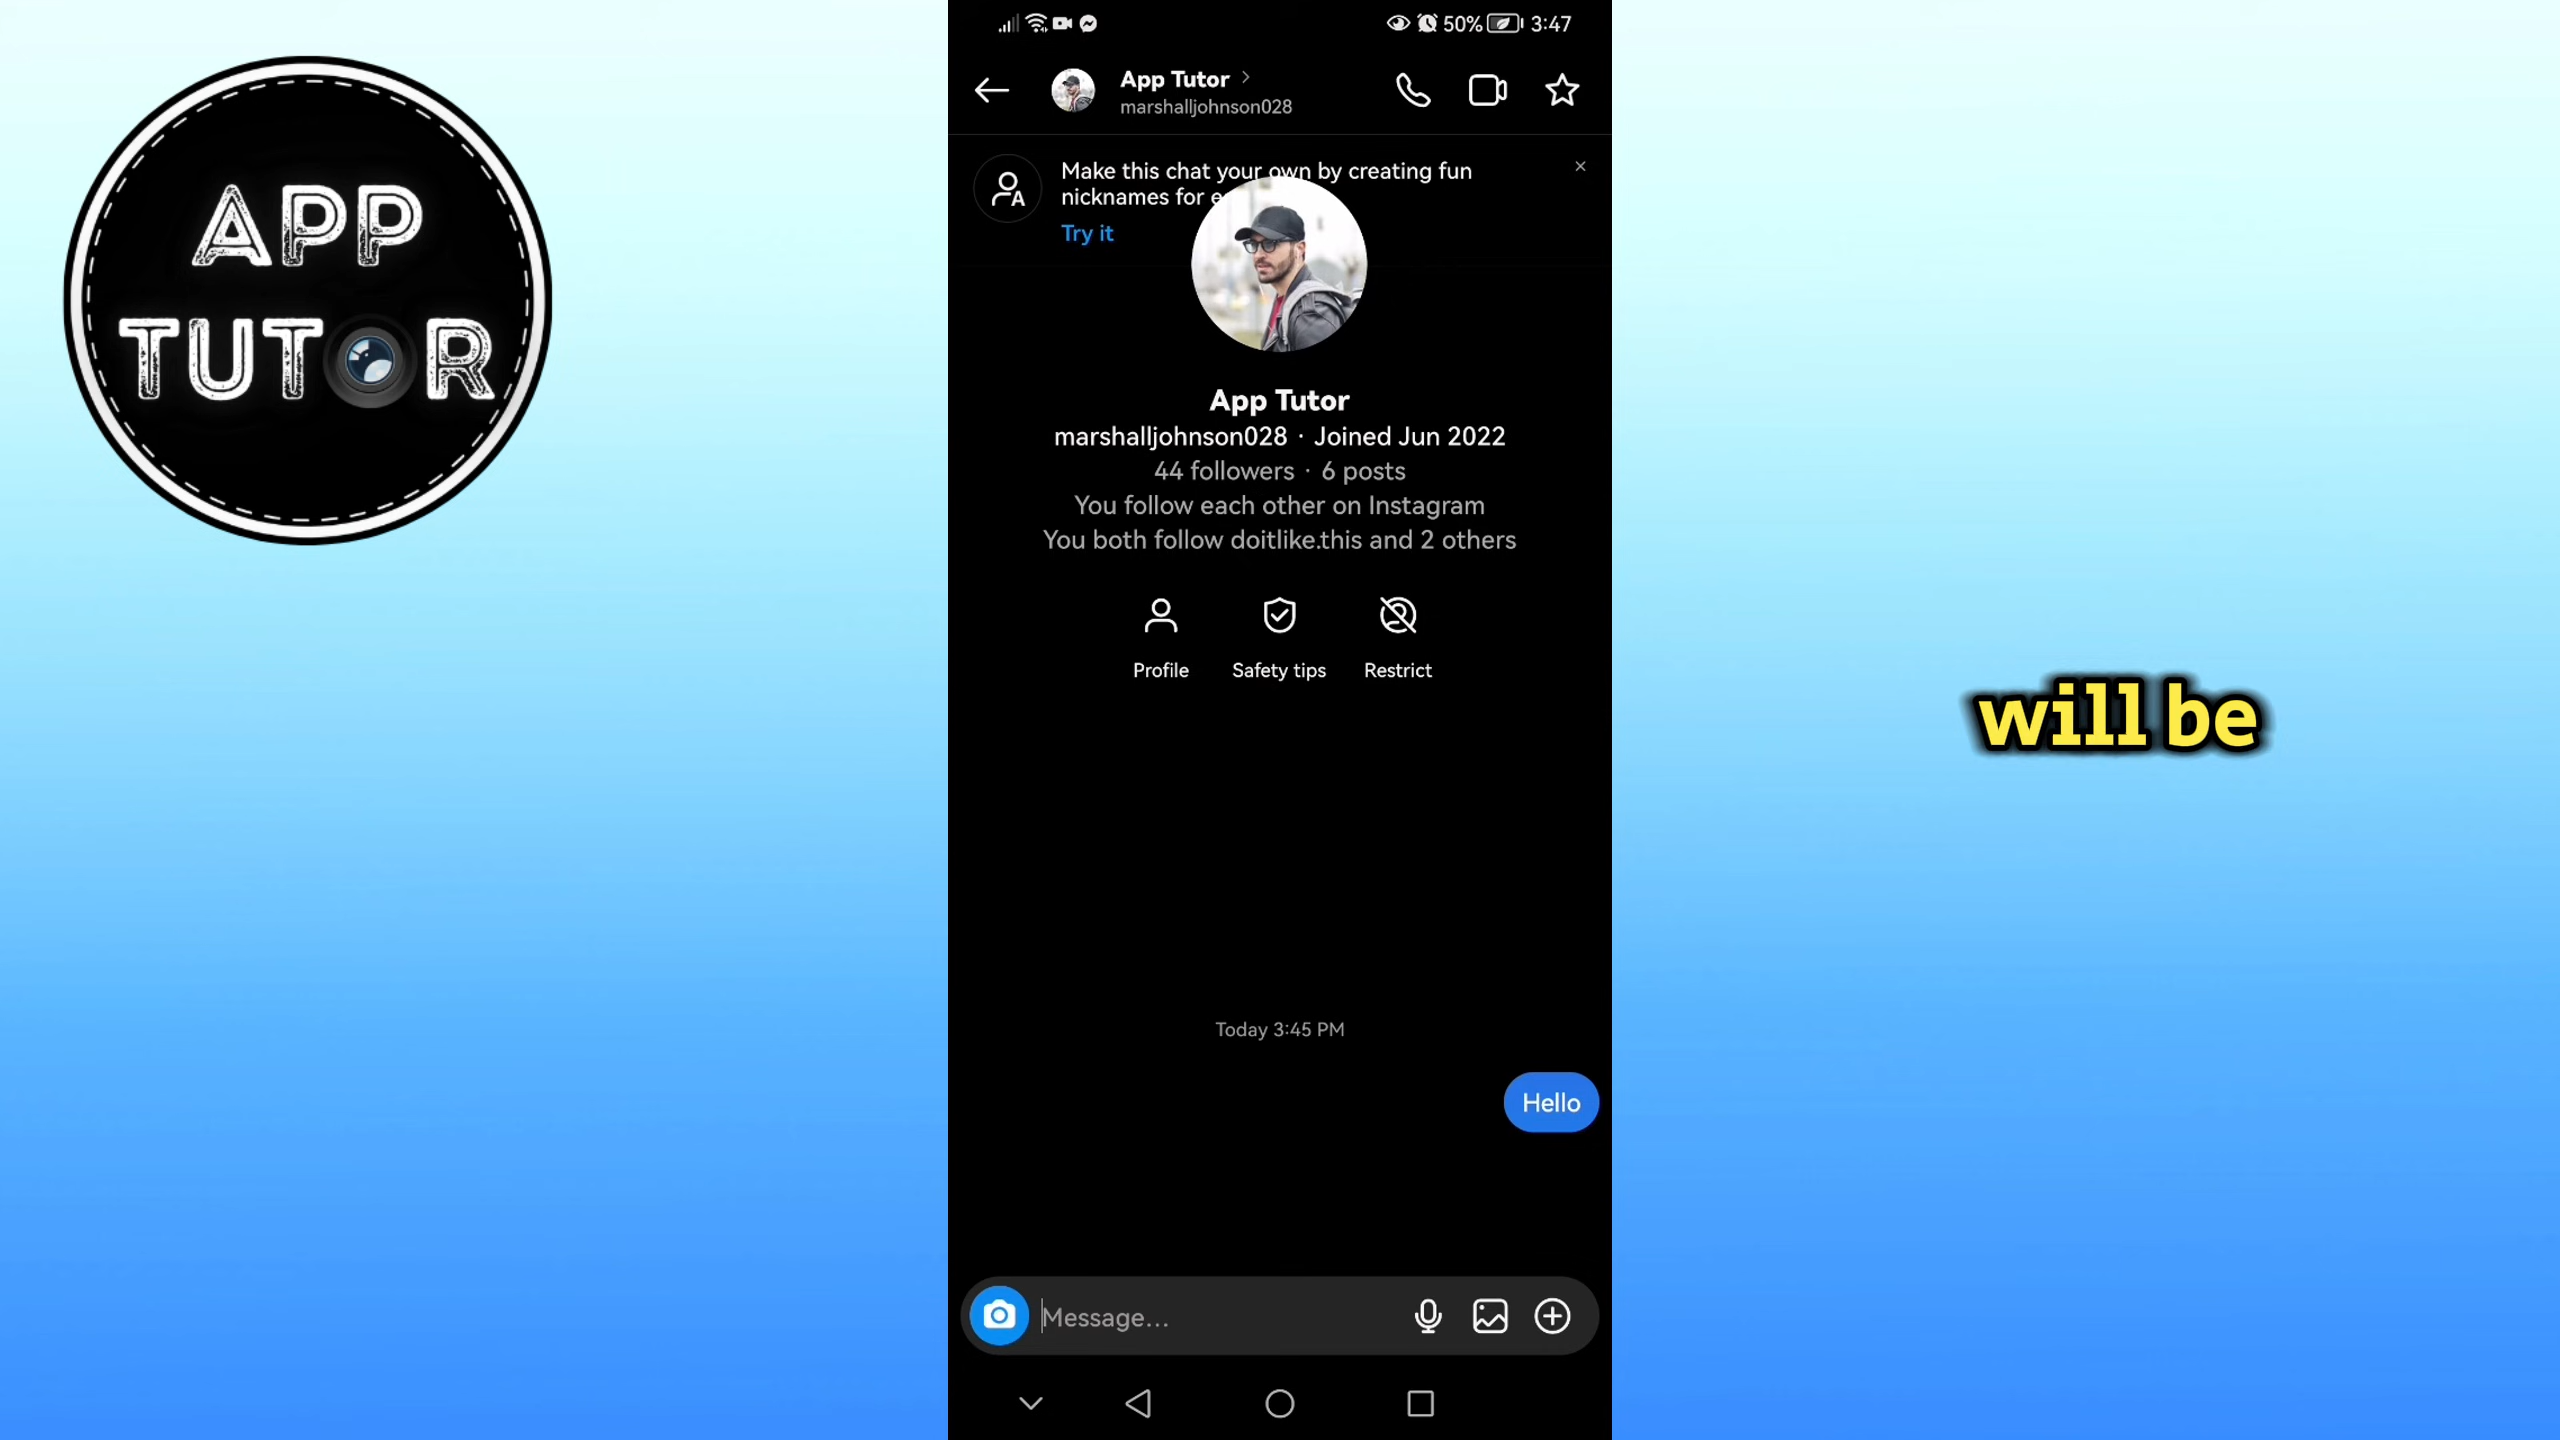 APP
TUTOR
50% 3:47
App Tutor
marshalljohnson028
Make this chat your own by creating fun
nicknames for
Try it
App Tutor
marshalljohnson028 · Joined Jun 2022
44 followers · 6 posts
You follow each other on Instagram
You both follow doitlike.this and 2 others
Profile
Safety tips
Restrict
will be
Today 3:45 PM
Hello
Message...